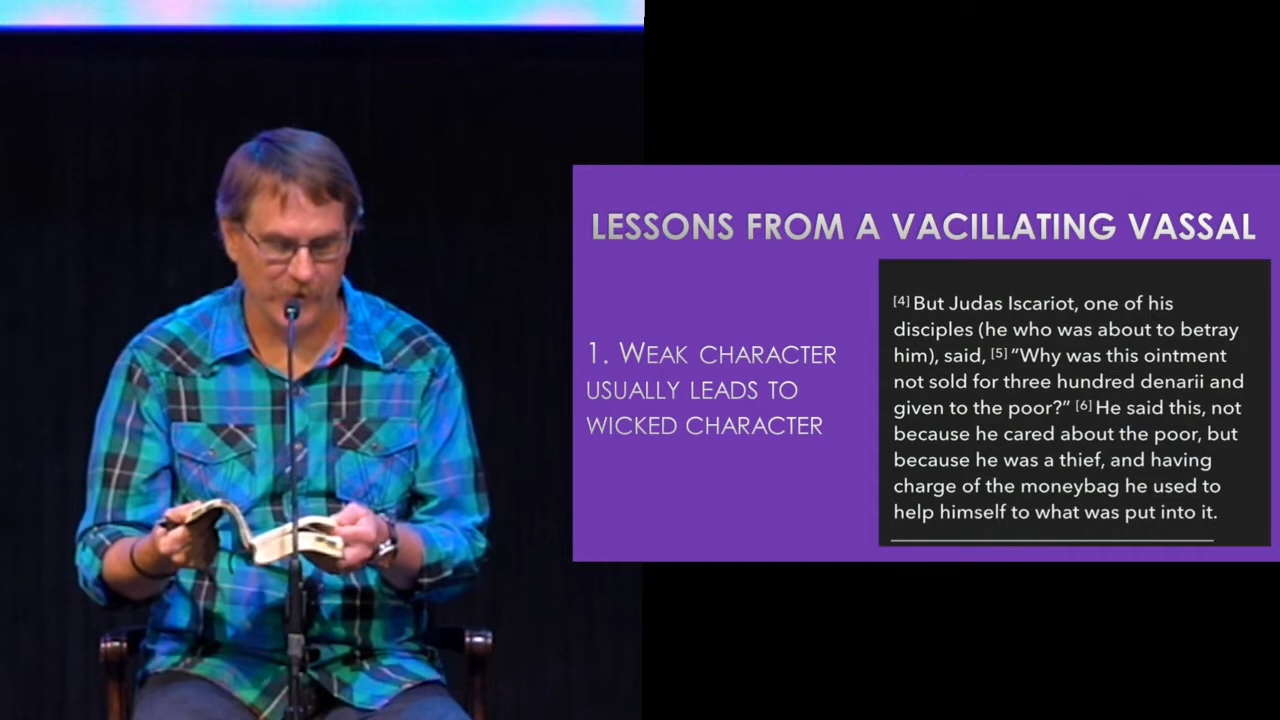 LESSONS FROM A VACILLATING VASSAL
1. WEAK CHARACTER
USUALLY LEADS TO
WICKED CHARACTER
[4] But Judas Iscariot, one of his
disciples (he who was about to betray
him), said, [5] “Why was this ointment
not sold for three hundred denarii and
given to the poor?” [6] He said this, not
because he cared about the poor, but
because he was a thief, and having
charge of the moneybag he used to
help himself to what was put into it.